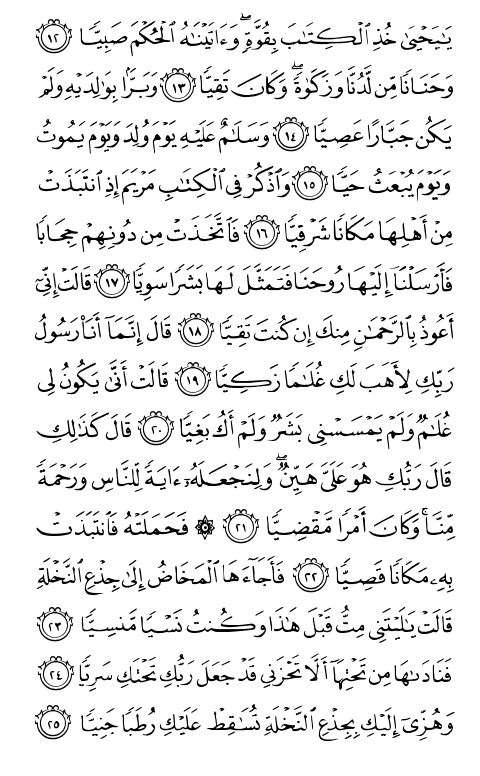 يَٰيَحْيَىٰ خُذِ ٱلْكِتَٰبَ بِقُوَّةٖۖ وَءَاتَيْنَٰهُ ٱلْحُكْمَ صَبِيّٗا ١٢
وَحَنَانٗا مِّن لَّدُنَّا وَزَكَوٰةٗۖ وَكَانَ تَقِيّٗا ١٣ وَبَرَّۢا بِوَٰلِدَيْهِ وَلَمْ
يَكُن جَبَّارًا عَصِيّٗا ١٤ وَسَلَٰمٌ عَلَيْهِ يَوْمَ وُلِدَ وَيَوْمَ يَمُوتُ
وَيَوْمَ يُبْعَثُ حَيّٗا ١٥ وَٱذْكُرْ فِي ٱلْكِتَٰبِ مَرْيَمَ إِذِ ٱنتَبَذَتْ
مِنْ أَهْلِهَا مَكَانٗا شَرْقِيّٗا ١٦ فَٱتَّخَذَتْ مِن دُونِهِمْ حِجَابٗا
فَأَرْسَلْنَآ إِلَيْهَا رُوحَنَا فَتَمَثَّلَ لَهَا بَشَرٗا سَوِيّٗا ١٧ قَالَتْ إِنِّيٓ
أَعُوذُ بِٱلرَّحْمَٰنِ مِنكَ إِن كُنتَ تَقِيّٗا ١٨ قَالَ إِنَّمَآ أَنَا۠ رَسُولُ
رَبِّكِ لِأَهَبَ لَكِ غُلَٰمٗا زَكِيّٗا ١٩ قَالَتْ أَنَّىٰ يَكُونُ لِي
غُلَٰمٞ وَلَمْ يَمْسَسْنِي بَشَرٞ وَلَمْ أَكُ بَغِيّٗا ٢٠ قَالَ كَذَٰلِكِ
قَالَ رَبُّكِ هُوَ عَلَيَّ هَيِّنٞۖ وَلِنَجْعَلَهُۥٓ ءَايَةٗ لِّلنَّاسِ وَرَحْمَةٗ
مِّنَّاۚ وَكَانَ أَمْرٗا مَّقْضِيّٗا ٢١ ۞ فَحَمَلَتْهُ فَٱنتَبَذَتْ
بِهِۦ مَكَانٗا قَصِيّٗا ٢٢ فَأَجَآءَهَا ٱلْمَخَاضُ إِلَىٰ جِذْعِ ٱلنَّخْلَةِ
قَالَتْ يَٰلَيْتَنِي مِتُّ قَبْلَ هَٰذَا وَكُنتُ نَسْيٗا مَّنسِيّٗا ٢٣
فَنَادَىٰهَا مِن تَحْتِهَآ أَلَّا تَحْزَنِي قَدْ جَعَلَ رَبُّكِ تَحْتَكِ سَرِيّٗا ٢٤
وَهُزِّيٓ إِلَيْكِ بِجِذْعِ ٱلنَّخْلَةِ تُسَٰقِطْ عَلَيْكِ رُطَبٗا جَنِيّٗا ٢٥